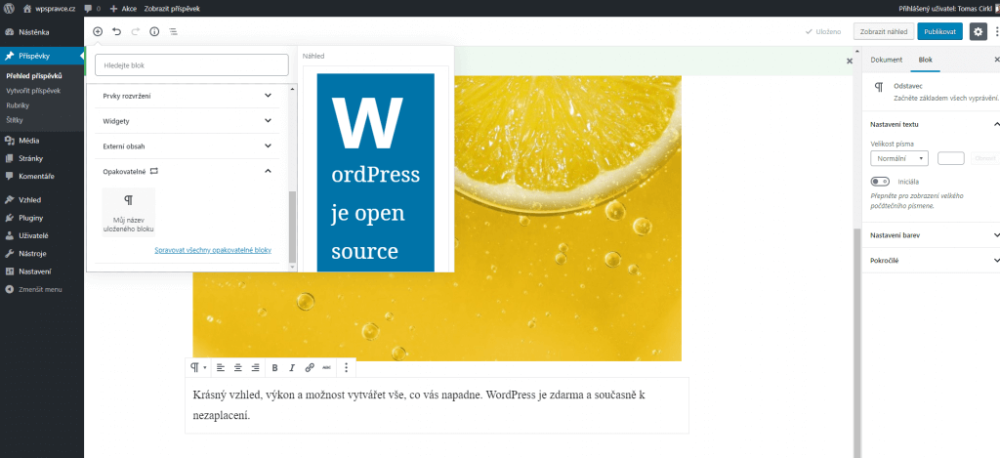 wpspravce.cz 0 Akce Zobrazit příspěvek Přihlášený uživatel: Tomas Cirkl
Nástěnka
Příspěvky
Přehled příspěvků
Vytvořit příspěvek
Rubriky
Štítky
Média
Stránky
Komentáře
Vzhled
Pluginy
Uživatelé
Nástroje
Nastavení
Zmenšit menu
Uloženo Zobrazit náhled Publikovat
Hledejte blok
Prvky rozvržení
Widgety
Externí obsah
Opakovatelné
Můj název
uloženého bloku
Spravovat všechny opakovatelné bloky
Náhled
W
ordPress
je open
source
B I ABC
Krásný vzhled, výkon a možnost vytvářet vše, co vás napadne. WordPress je zdarma a současně k
nezaplacení.
Dokument Blok
Odstavec
Začněte základem všech vyprávění.
Nastavení textu
Velikost písma
Normální
Obnovit
Iniciála
Přepněte pro zobrazení velkého
počátečního písmene.
Nastavení barev
Pokročilé